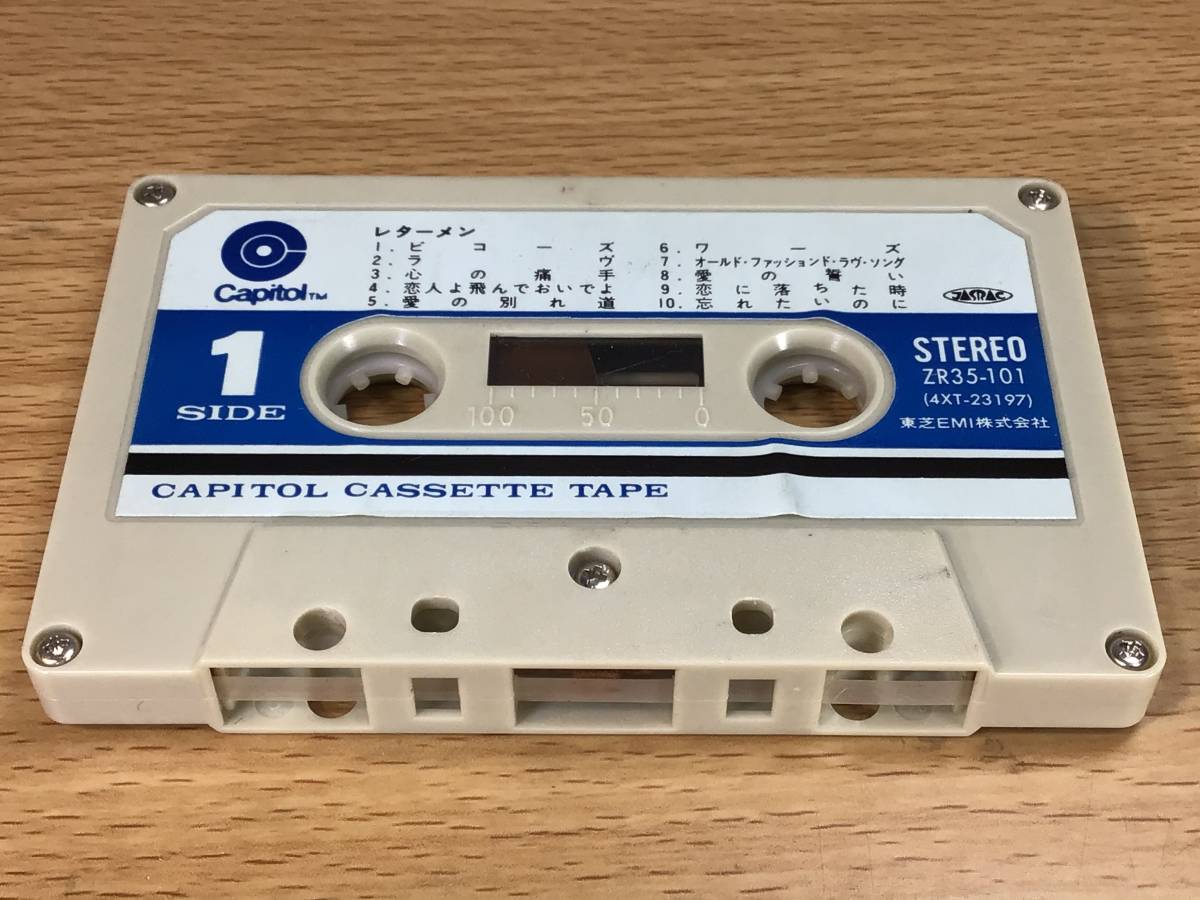 Capitol TM
レターメン
1. ビコーズ
2. ラヴ
3. 心の痛手
4. 恋人よ飛んでおいでよ
5. 愛の別れ道
6. ワーズ
7. オールド・ファッションド・ラヴ・ソング
8. 愛の誓い
9. 恋に落ちた時
10. 忘れたいのに
JASRAC
1
SIDE
100 50 0
STEREO
ZR35-101
(4XT-23197)
東芝EMI株式会社
CAPITOL CASSETTE TAPE